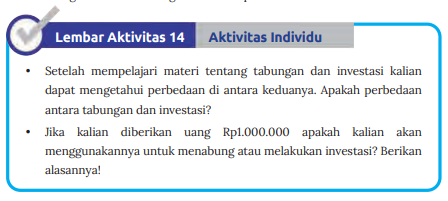 Lembar Aktivitas 14 Aktivitas Individu
• Setelah mempelajari materi tentang tabungan dan investasi kalian
dapat mengetahui perbedaan di antara keduanya. Apakah perbedaan
antara tabungan dan investasi?
• Jika kalian diberikan uang Rp1.000.000 apakah kalian akan
menggunakannya untuk menabung atau melakukan investasi? Berikan
alasannya!